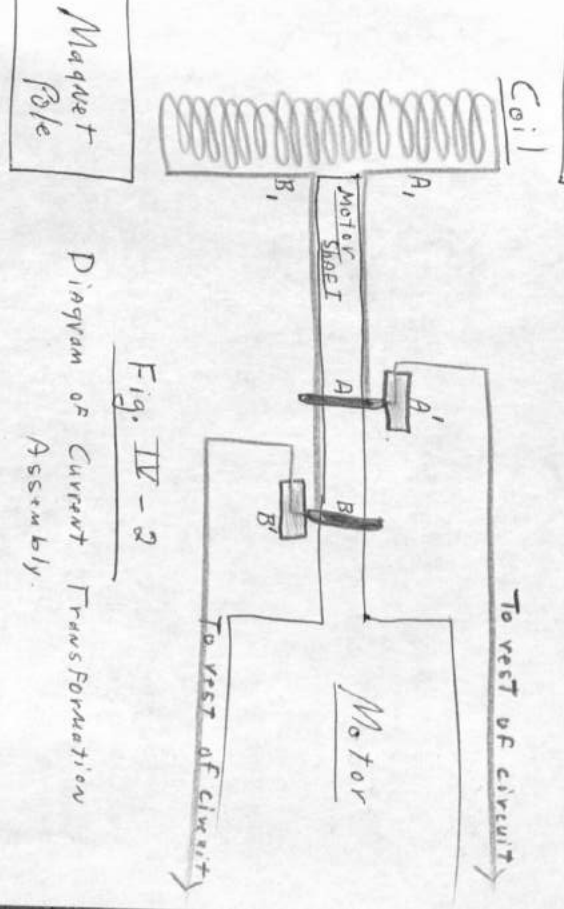 Coil
To rest of circuit
A₁
A'
Motor
Shaft
A
B
Motor
B₁
B'
To rest of circuit
Magnet
Pole
Fig. IV-2
Diagram of Current Transformation
Assembly.